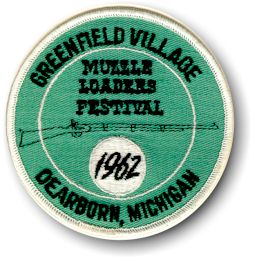 GREENFIELD VILLAGE
MUZZLE
LOADERS
FESTIVAL
1962
DEARBORN, MICHIGAN